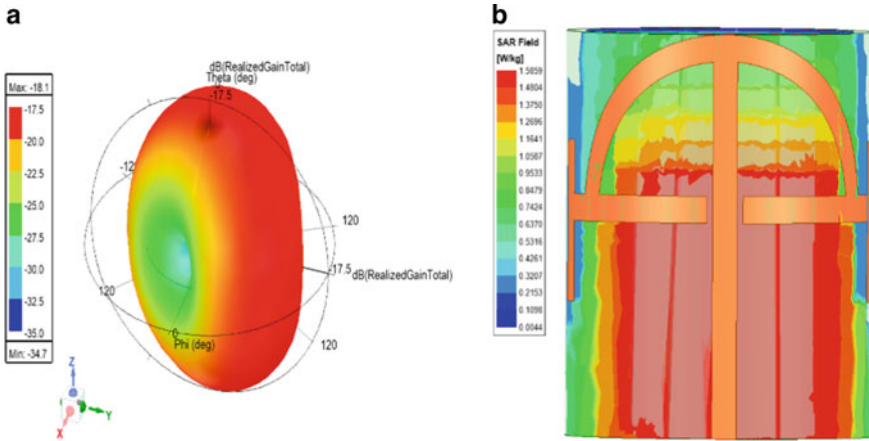 a
dB(RealizedGainTotal)
Theta (deg)
-17.5
Max: -18.1
-17.5
-20.0
-22.5
-25.0
-27.5
-30.0
-32.5
-35.0
Min: -34.7
-12
120
-17.5
dB(RealizedGainTotal)
120
120
Phi (deg)
Z
Y
X
b
SAR Field
[W/kg]
1.5859
1.4804
1.3750
1.2696
1.1641
1.0587
0.9533
0.8479
0.7424
0.6370
0.5316
0.4261
0.3207
0.2153
0.1098
0.0044